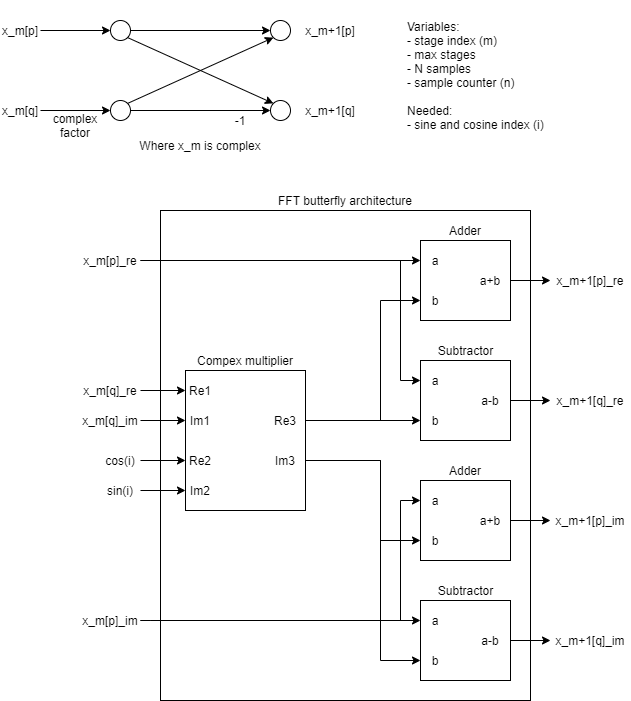 x_m[p]
x_m+1[p]
x_m[q]
complex
factor
-1
x_m+1[q]
Where x_m is complex
Variables:
- stage index (m)
- max stages
- N samples
- sample counter (n)
Needed:
- sine and cosine index (i)
FFT butterfly architecture
Adder
x_m[p]_re
a
a+b
x_m+1[p]_re
b
Subtractor
a
a-b
x_m+1[q]_re
b
Compex multiplier
x_m[q]_re
Re1
x_m[q]_im
Im1
Re3
cos(i)
Re2
Im3
sin(i)
Im2
Adder
a
a+b
x_m+1[p]_im
b
Subtractor
x_m[p]_im
a
a-b
x_m+1[q]_im
b